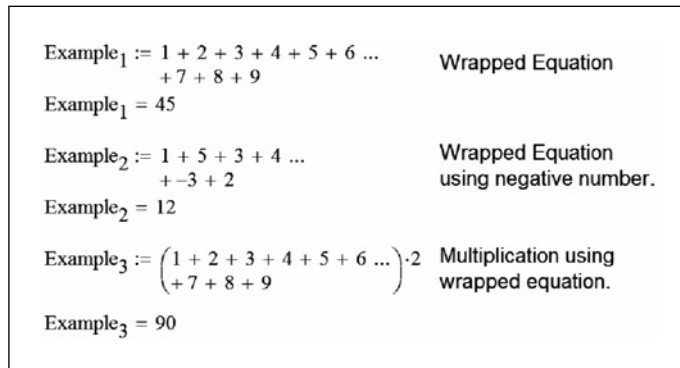 Example₁ := 1 + 2 + 3 + 4 + 5 + 6 ... Wrapped Equation
+ 7 + 8 + 9
Example₁ = 45
Example₂ := 1 + 5 + 3 + 4 ... Wrapped Equation
+ −3 + 2 using negative number.
Example₂ = 12
Example₃ := (1 + 2 + 3 + 4 + 5 + 6 ...)·2 Multiplication using
+ 7 + 8 + 9 wrapped equation.
Example₃ = 90